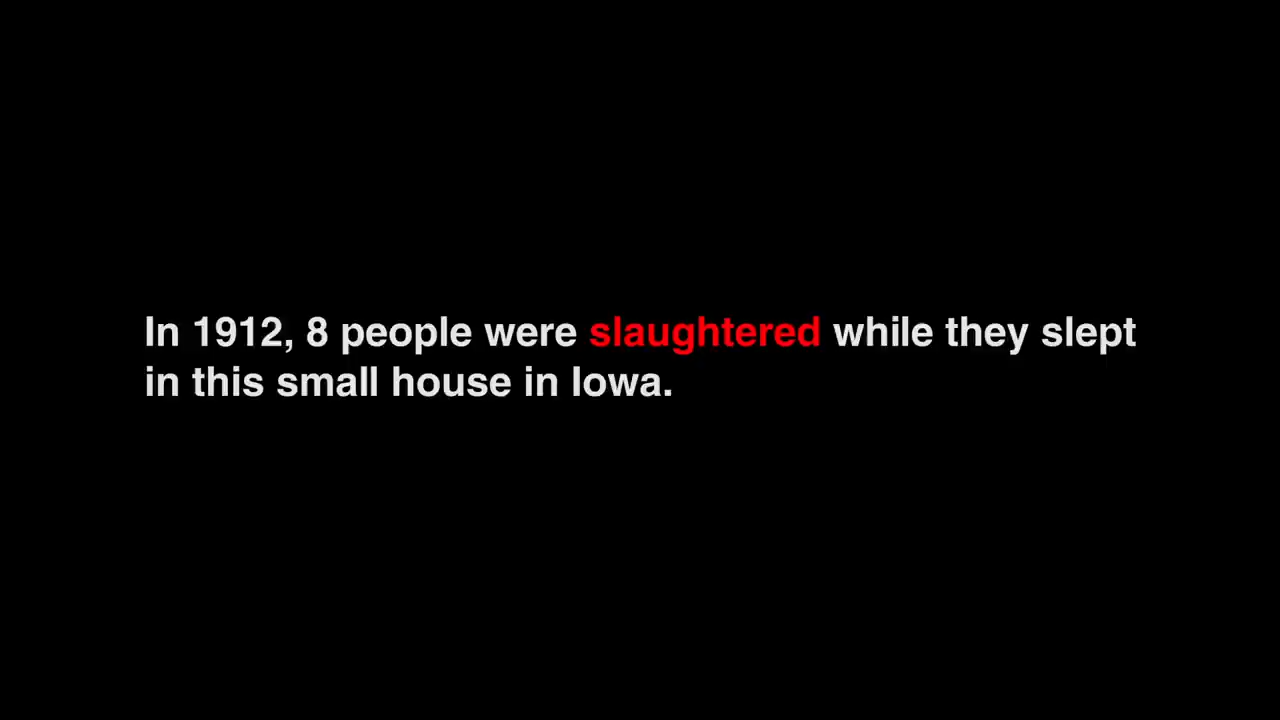 In 1912, 8 people were slaughtered while they slept
in this small house in Iowa.